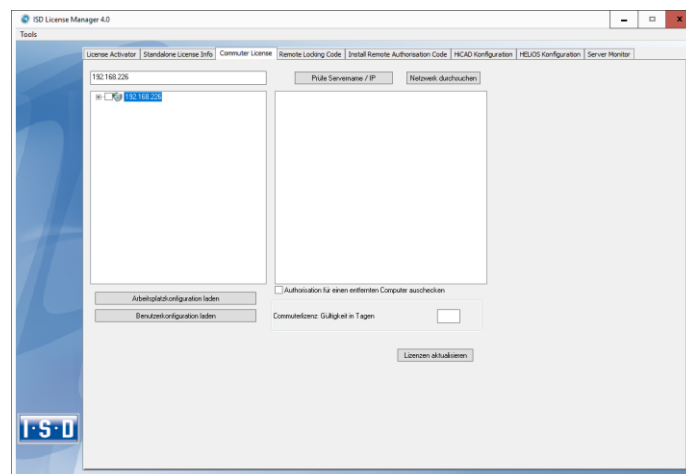 ISD License Manager 4.0
Tools
License Activator Standalone License Info Commuter License Remote Locking Code Install Remote Authorisation Code HiCAD Konfiguration HELiOS Konfiguration Server Monitor
192.168.226
Prüfe Servername / IP
Netzwerk durchsuchen
192.168.226
Authorisation für einen entfernten Computer auschecken
Arbeitsplatzkonfiguration laden
Benutzerkonfiguration laden
Commuterlizenz: Gültigkeit in Tagen
Lizenzen aktualisieren
I·S·D